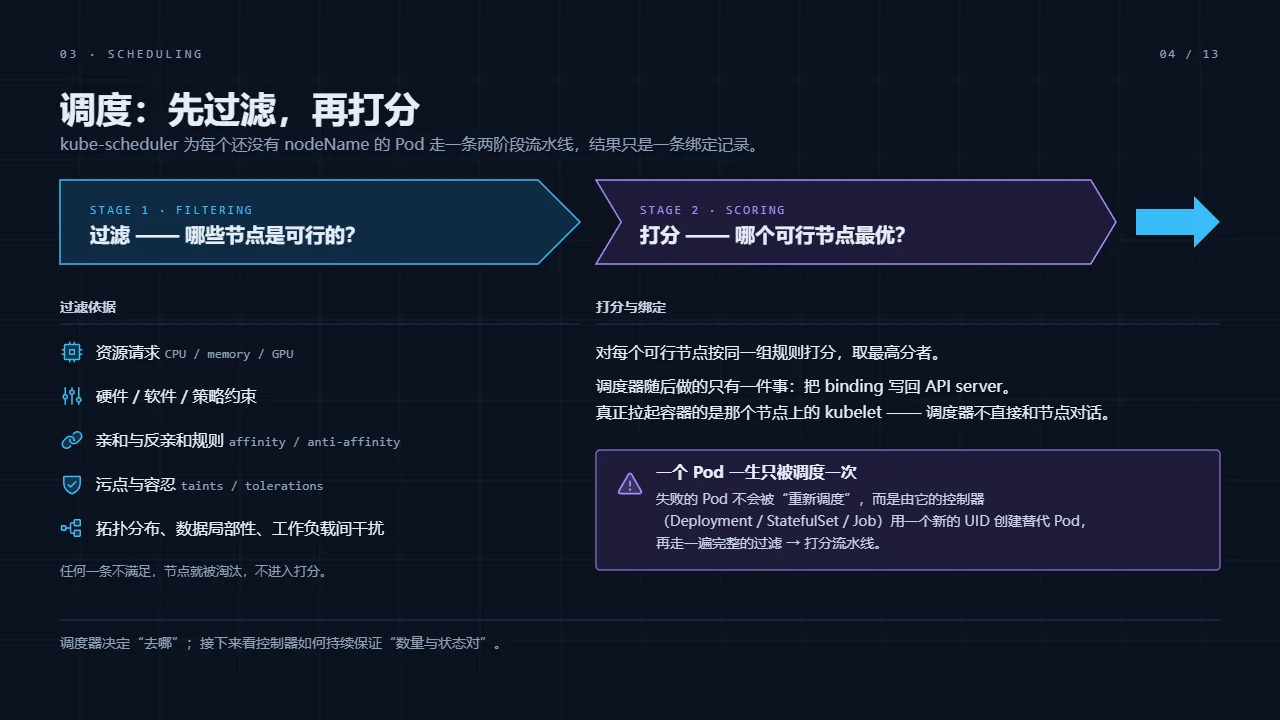 03 · SCHEDULING
04 / 13
调度：先过滤，再打分
kube-scheduler 为每个还没有 nodeName 的 Pod 走一条两阶段流水线，结果只是一条绑定记录。
STAGE 1 · FILTERING
过滤 —— 哪些节点是可行的？
STAGE 2 · SCORING
打分 —— 哪个可行节点最优？
过滤依据
资源请求 CPU / memory / GPU
硬件 / 软件 / 策略约束
亲和与反亲和规则 affinity / anti-affinity
污点与容忍 taints / tolerations
拓扑分布、数据局部性、工作负载间干扰
任何一条不满足，节点就被淘汰，不进入打分。
打分与绑定
对每个可行节点按同一组规则打分，取最高分者。
调度器随后做的只有一件事：把 binding 写回 API server。
真正拉起容器的是那个节点上的 kubelet —— 调度器不直接和节点对话。
一个 Pod 一生只被调度一次
失败的 Pod 不会被“重新调度”，而是由它的控制器
（Deployment / StatefulSet / Job）用一个新的 UID 创建替代 Pod，
再走一遍完整的过滤 → 打分流水线。
调度器决定“去哪”；接下来看控制器如何持续保证“数量与状态对”。